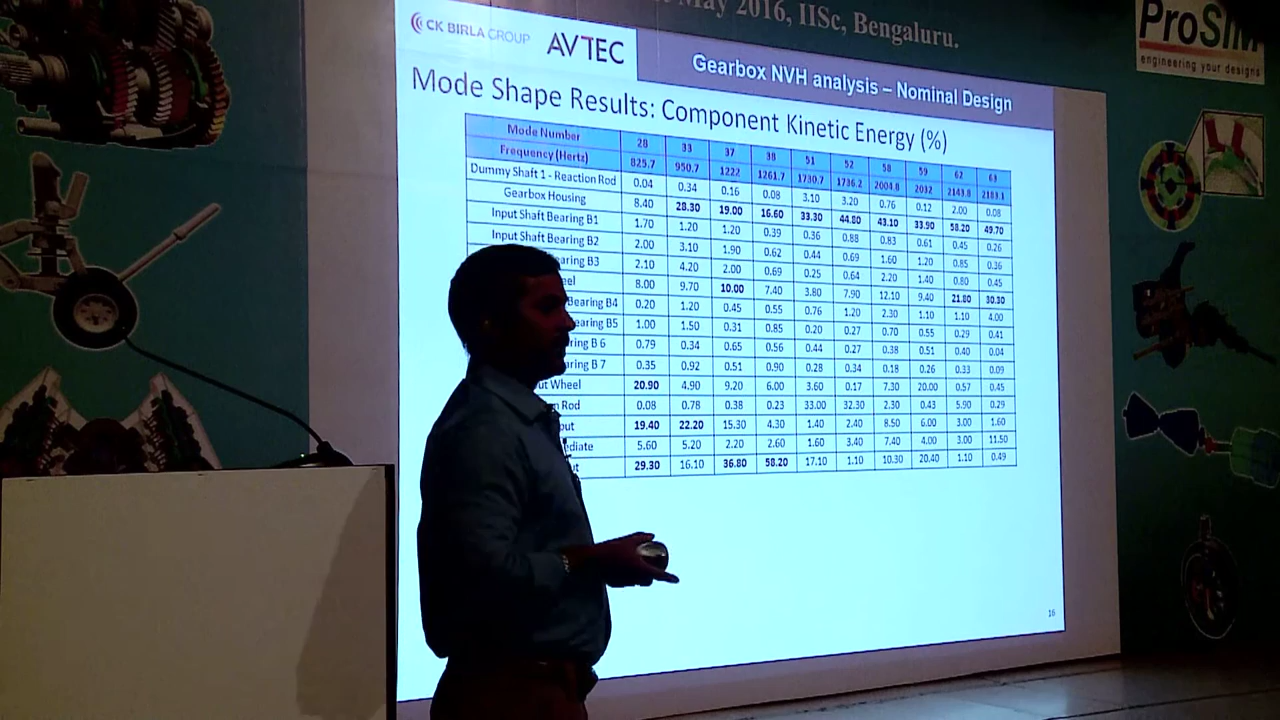 May 2016, IISc, Bengaluru.
ProSIM
engineering your designs
CK BIRLA GROUP AVTEC
Gearbox NVH analysis – Nominal Design
Mode Shape Results: Component Kinetic Energy (%)
Mode Number 28 33 37 38 51 52 58 59 62 63
Frequency (Hertz) 825.7 950.7 1222 1261.7 1730.7 1736.2 2004.8 2032 2143.8 2183.1
Dummy Shaft 1 - Reaction Rod 0.04 0.34 0.16 0.08 3.10 3.20 0.76 0.12 2.00 0.08
Gearbox Housing 8.40 28.30 19.00 16.60 33.30 44.80 43.10 33.90 58.20 49.70
Input Shaft Bearing B1 1.70 1.20 1.20 0.39 0.36 0.88 0.83 0.61 0.45 0.26
Input Shaft Bearing B2 2.00 3.10 1.90 0.62 0.44 0.69 1.60 1.20 0.85 0.36
aring B3 2.10 4.20 2.00 0.69 0.25 0.64 2.20 1.40 0.80 0.45
eel 8.00 9.70 10.00 7.40 3.80 7.90 12.10 9.40 21.80 30.30
Bearing B4 0.20 1.20 0.45 0.55 0.76 1.20 2.30 1.10 1.10 4.00
earing B5 1.00 1.50 0.31 0.85 0.20 0.27 0.70 0.55 0.29 0.41
ring B 6 0.79 0.34 0.65 0.56 0.44 0.27 0.38 0.51 0.40 0.04
aring B 7 0.35 0.92 0.51 0.90 0.28 0.34 0.18 0.26 0.33 0.09
ut Wheel 20.90 4.90 9.20 6.00 3.60 0.17 7.30 20.00 0.57 0.45
n Rod 0.08 0.78 0.38 0.23 33.00 32.30 2.30 0.43 5.90 0.29
put 19.40 22.20 15.30 4.30 1.40 2.40 8.50 6.00 3.00 1.60
ediate 5.60 5.20 2.20 2.60 1.60 3.40 7.40 4.00 3.00 11.50
ut 29.30 16.10 36.80 58.20 17.10 1.10 10.30 20.40 1.10 0.49
16